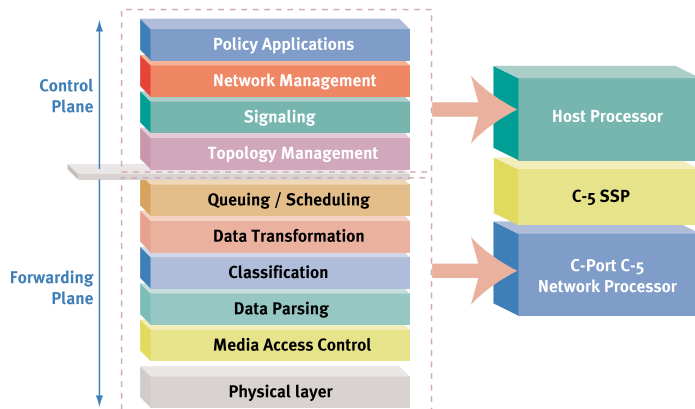 Control
Plane
Policy Applications
Network Management
Signaling
Topology Management
Host Processor
C-5 SSP
Forwarding
Plane
Queuing / Scheduling
Data Transformation
Classification
Data Parsing
Media Access Control
Physical layer
C-Port C-5
Network Processor